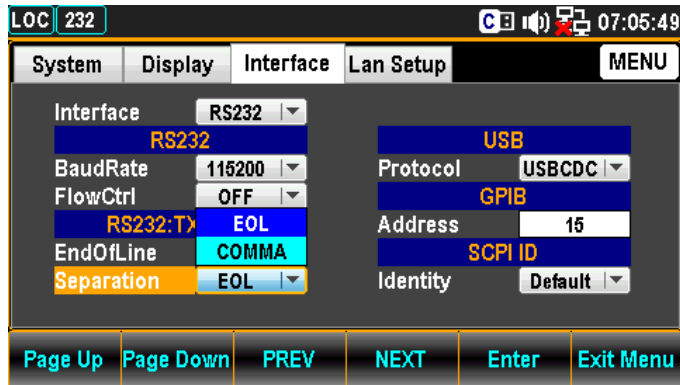 LOC 232 C 07:05:49
System Display Interface Lan Setup MENU
Interface RS232
RS232 USB
BaudRate 115200 Protocol USBCDC
FlowCtrl OFF GPIB
RS232:TX EOL Address 15
EndOfLine COMMA SCPI ID
Separation EOL Identity Default
Page Up Page Down PREV NEXT Enter Exit Menu